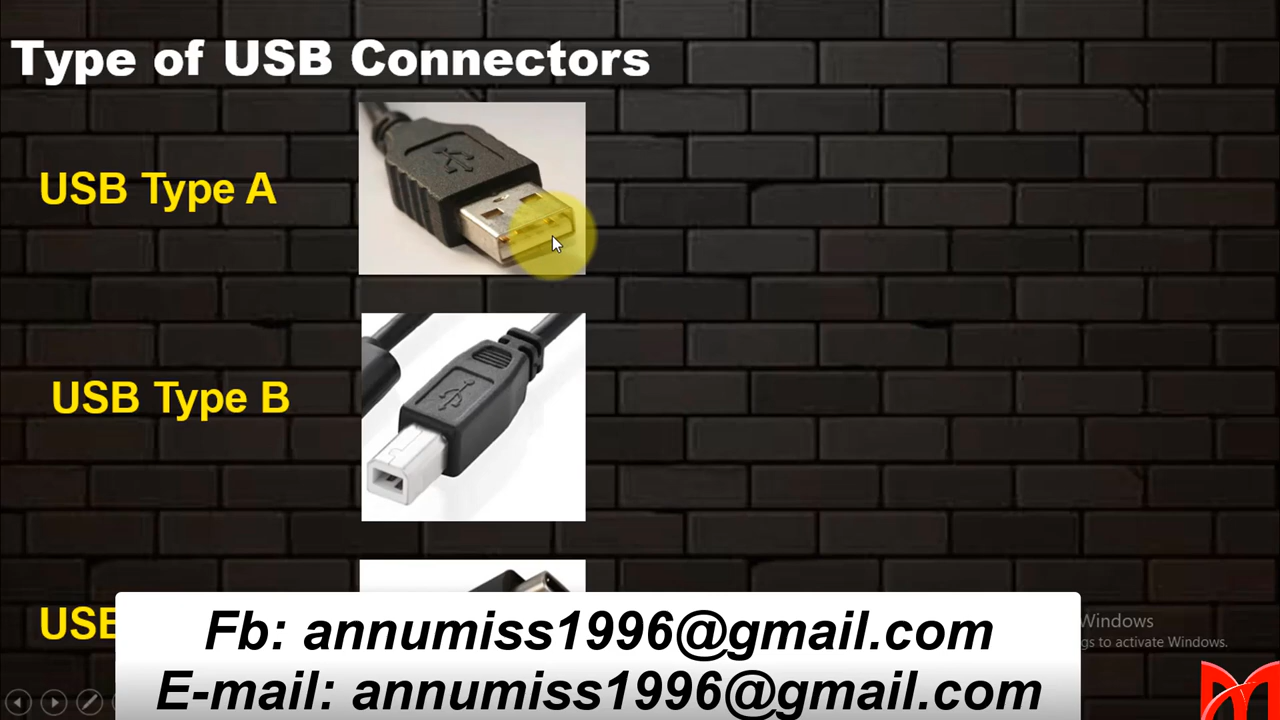 Type of USB Connectors
USB Type A
USB Type B
USB
Fb: annumiss1996@gmail.com
E-mail: annumiss1996@gmail.com
Windows
gs to activate Windows.